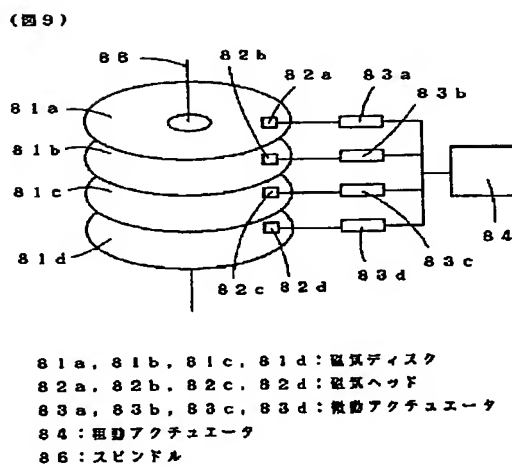 (図9)
86
82b
82a
83a
83b
81a
81b
81c
81d
84
83c
82c
82d
83d
81a, 81b, 81c, 81d:磁気ディスク
82a, 82b, 82c, 82d:磁気ヘッド
83a, 83b, 83c, 83d:微動アクチュエータ
84:粗動アクチュエータ
86:スピンドル